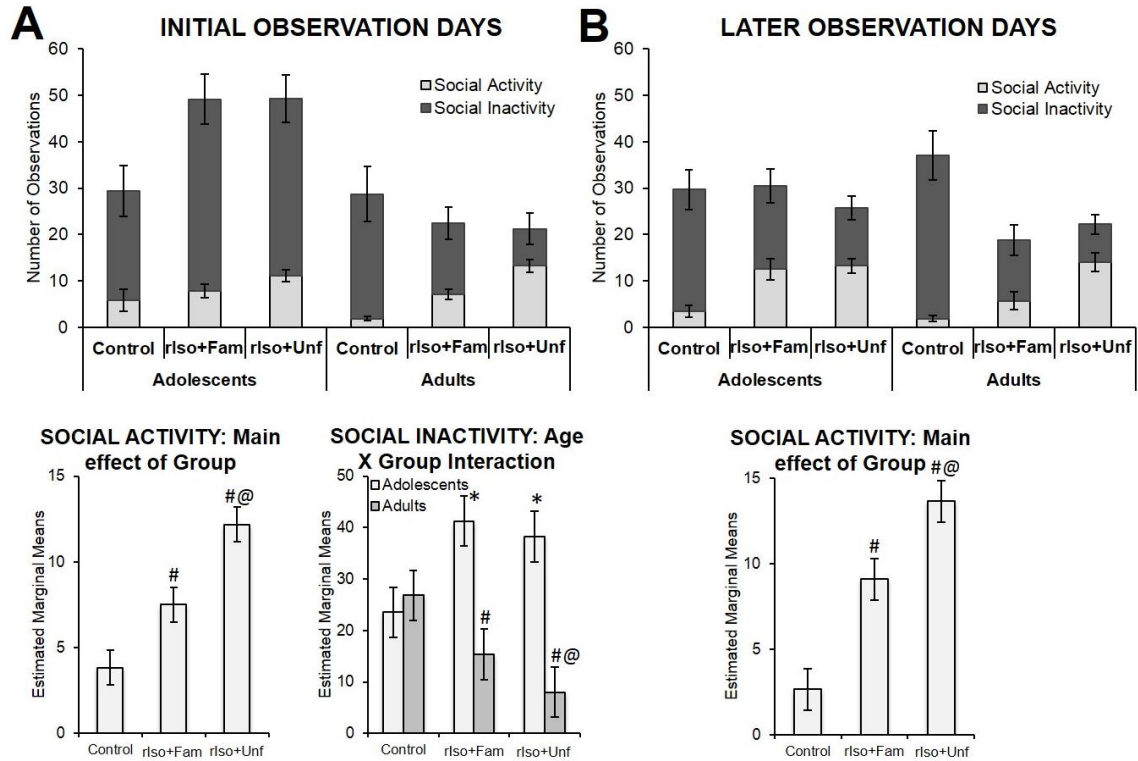 A
INITIAL OBSERVATION DAYS
60
50
40
30
20
10
0
Number of Observations
Social Activity
Social Inactivity
Control
rIso+Fam
rIso+Unf
Control
rIso+Fam
rIso+Unf
Adolescents
Adults
B
LATER OBSERVATION DAYS
60
50
40
30
20
10
0
Number of Observations
Social Activity
Social Inactivity
Control
rIso+Fam
rIso+Unf
Control
rIso+Fam
rIso+Unf
Adolescents
Adults
SOCIAL ACTIVITY: Main
effect of Group
15
10
5
0
Estimated Marginal Means
#
#@
Control
rIso+Fam
rIso+Unf
SOCIAL INACTIVITY: Age
X Group Interaction
50
40
30
20
10
0
Estimated Marginal Means
Adolescents
Adults
*
#
*
#@
Control
rIso+Fam
rIso+Unf
SOCIAL ACTIVITY: Main
effect of Group
15
10
5
0
Estimated Marginal Means
#
#@
Control
rIso+Fam
rIso+Unf